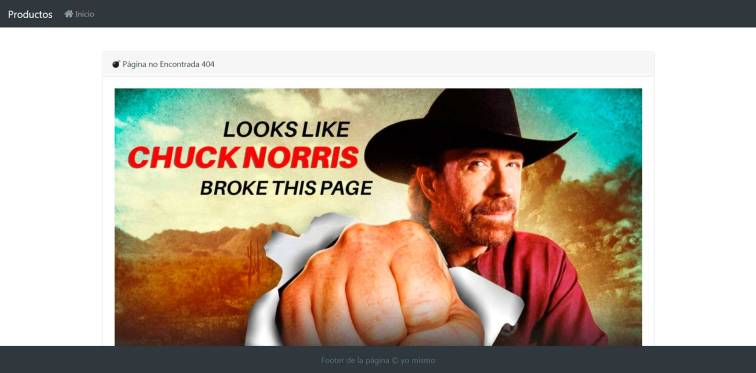 Productos Inicio
Página no Encontrada 404
LOOKS LIKE
CHUCK NORRIS
BROKE THIS PAGE
Footer de la página © yo mismo